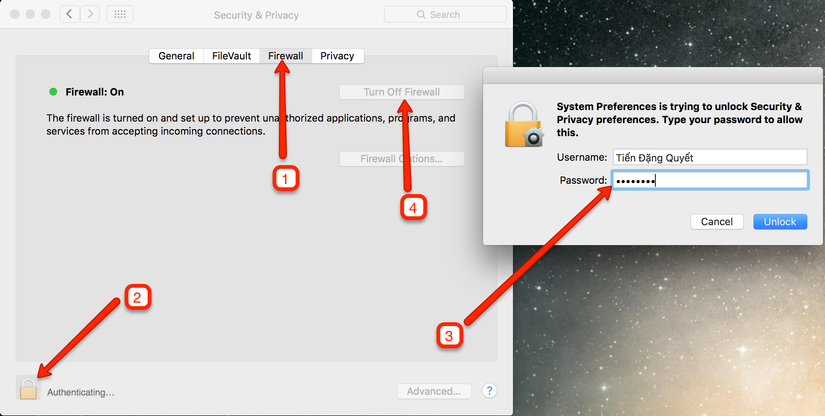 Security & Privacy
Search
General
FileVault
Firewall
Privacy
Firewall: On
Turn Off Firewall
The firewall is turned on and set up to prevent unauthorized applications, programs, and
services from accepting incoming connections.
Firewall Options...
1
4
2
3
Authenticating...
Advanced...
?
System Preferences is trying to unlock Security &
Privacy preferences. Type your password to allow
this.
Username: Tiến Đặng Quyết
Password: ••••••••
Cancel
Unlock